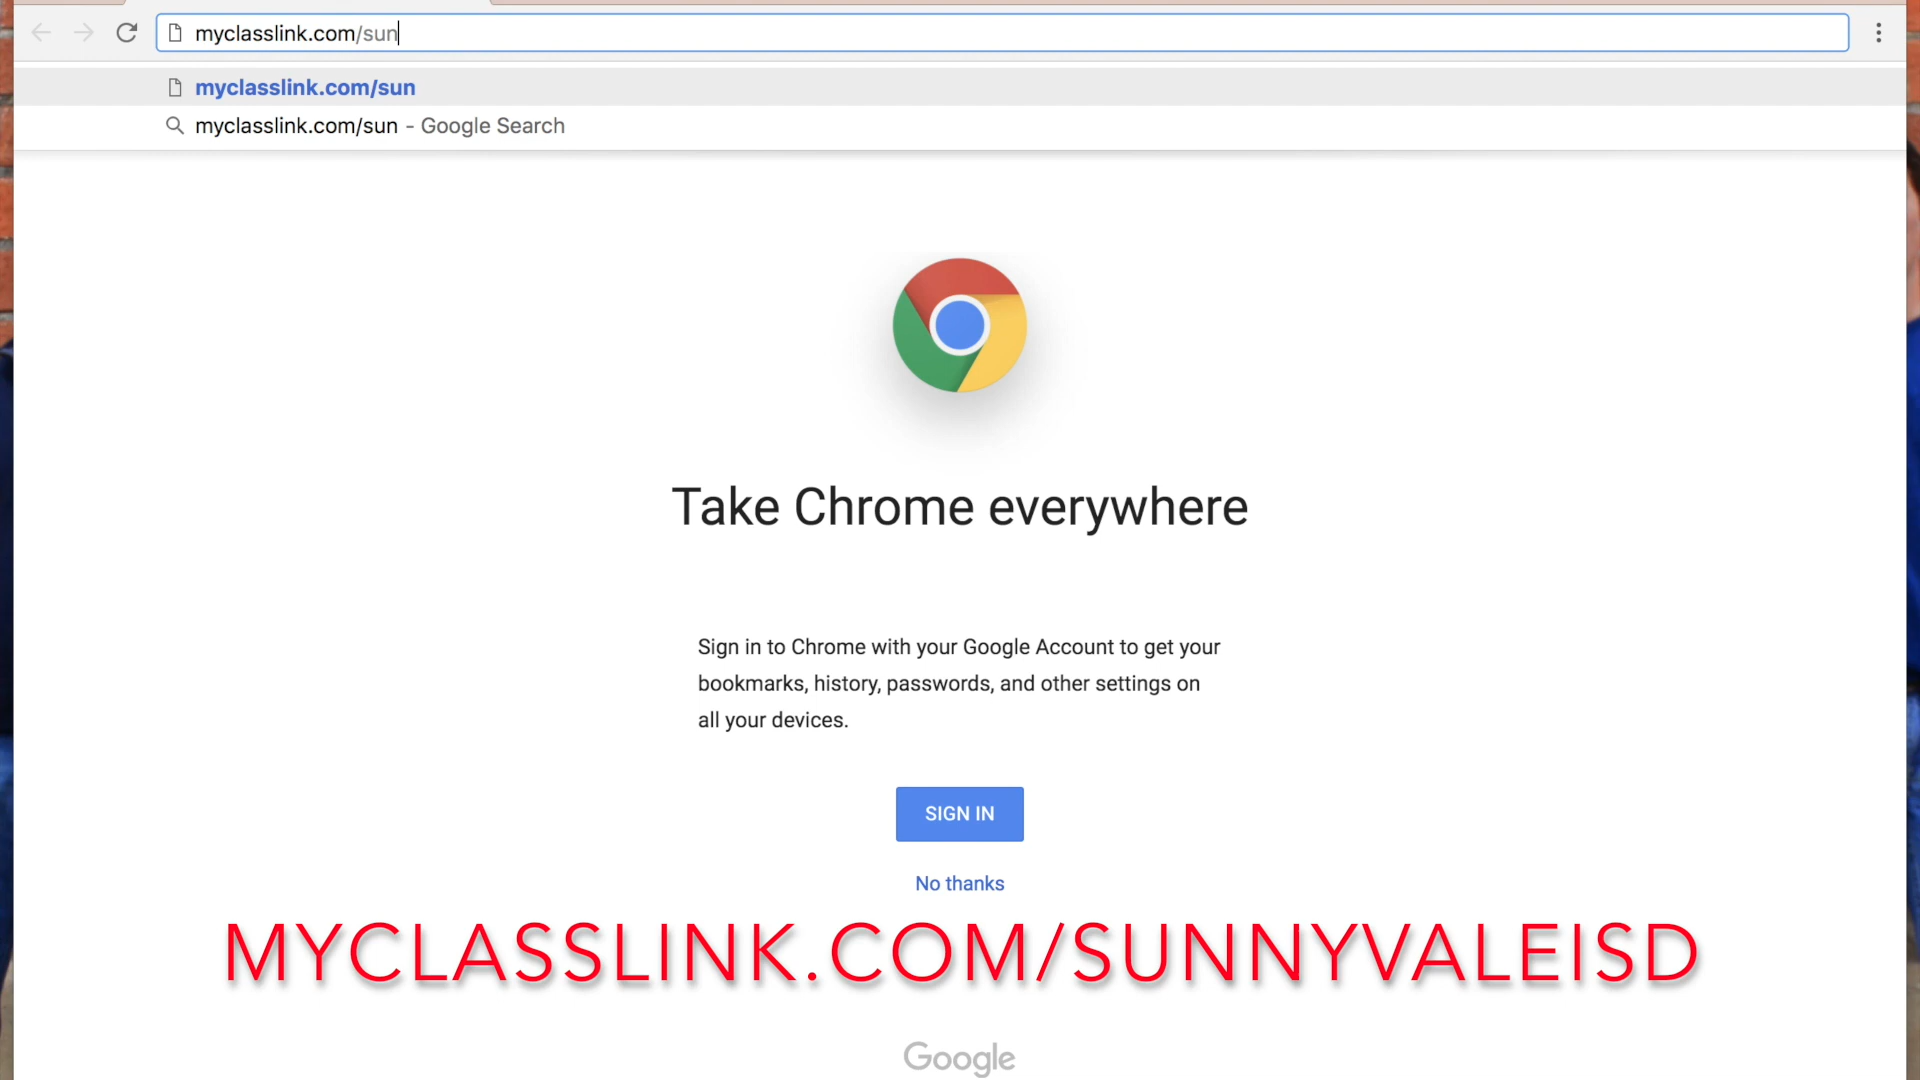 myclasslink.com/sun
myclasslink.com/sun
myclasslink.com/sun - Google Search
Take Chrome everywhere
Sign in to Chrome with your Google Account to get your
bookmarks, history, passwords, and other settings on
all your devices.
SIGN IN
No thanks
MYCLASSLINK.COM/SUNNYVALEISD
Google